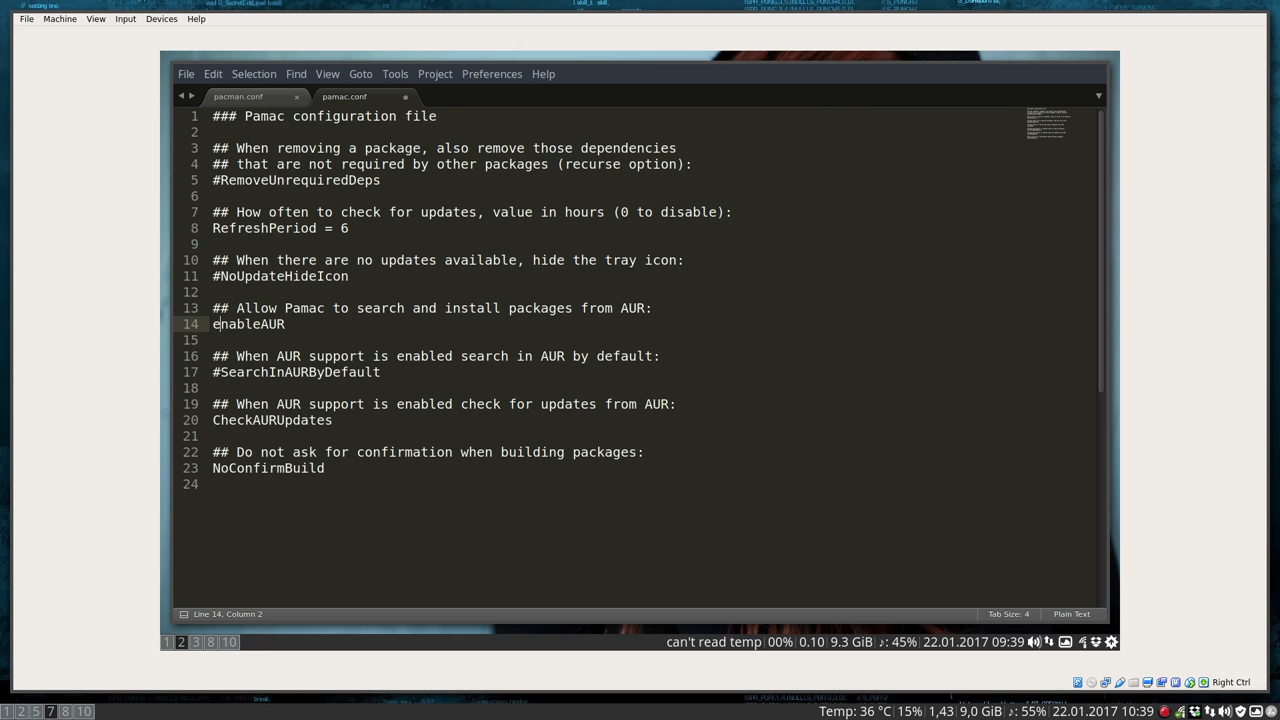 File Machine View Input Devices Help
File Edit Selection Find View Goto Tools Project Preferences Help
pacman.conf × pamac.conf
1 ### Pamac configuration file
2
3 ## When removing a package, also remove those dependencies
4 ## that are not required by other packages (recurse option):
5 #RemoveUnrequiredDeps
6
7 ## How often to check for updates, value in hours (0 to disable):
8 RefreshPeriod = 6
9
10 ## When there are no updates available, hide the tray icon:
11 #NoUpdateHideIcon
12
13 ## Allow Pamac to search and install packages from AUR:
14 enableAUR
15
16 ## When AUR support is enabled search in AUR by default:
17 #SearchInAURByDefault
18
19 ## When AUR support is enabled check for updates from AUR:
20 CheckAURUpdates
21
22 ## Do not ask for confirmation when building packages:
23 NoConfirmBuild
24
Line 14, Column 2 Tab Size: 4 Plain Text
1 2 3 8 10 can't read temp 00% 0.10 9.3 GiB ♪: 45% 22.01.2017 09:39
Right Ctrl
1 2 5 7 8 10 Temp: 36 °C 15% 1,43 9,0 GiB ♪: 55% 22.01.2017 10:39